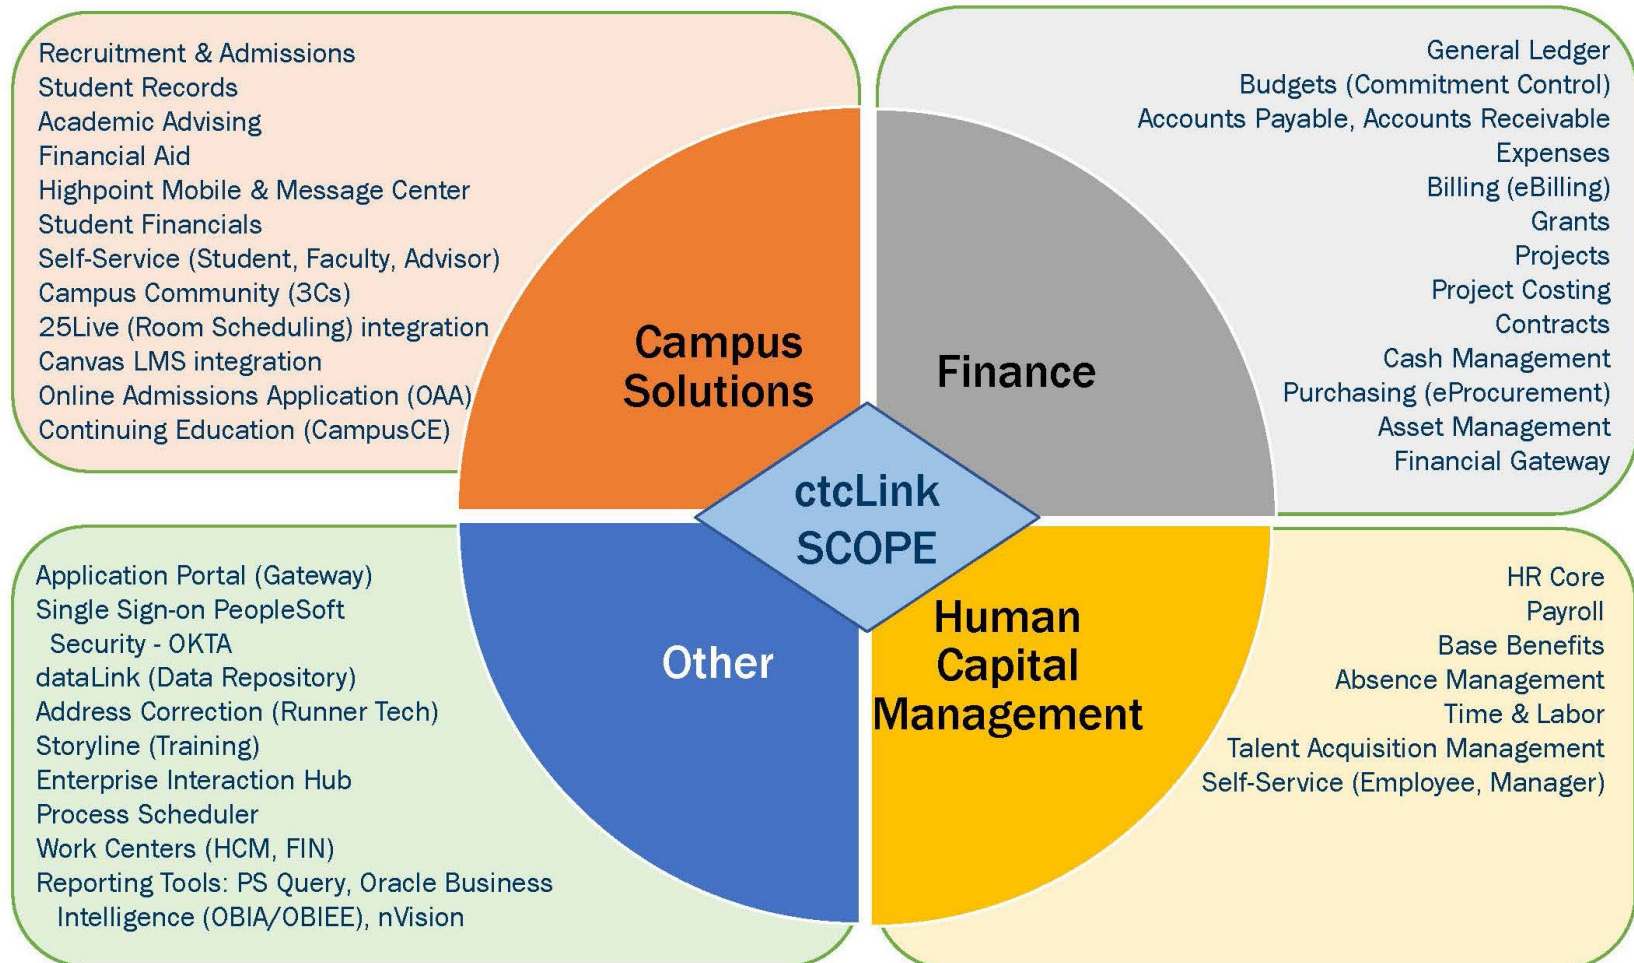 Recruitment & Admissions
Student Records
Academic Advising
Financial Aid
Highpoint Mobile & Message Center
Student Financials
Self-Service (Student, Faculty, Advisor)
Campus Community (3Cs)
25Live (Room Scheduling) integration
Canvas LMS integration
Online Admissions Application (OAA)
Continuing Education (CampusCE)
Campus
Solutions
General Ledger
Budgets (Commitment Control)
Accounts Payable, Accounts Receivable
Expenses
Billing (eBilling)
Grants
Projects
Project Costing
Contracts
Cash Management
Purchasing (eProcurement)
Asset Management
Financial Gateway
Finance
ctcLink
SCOPE
Application Portal (Gateway)
Single Sign-on PeopleSoft
Security - OKTA
dataLink (Data Repository)
Address Correction (Runner Tech)
Storyline (Training)
Enterprise Interaction Hub
Process Scheduler
Work Centers (HCM, FIN)
Reporting Tools: PS Query, Oracle Business
Intelligence (OBIA/OBIEE), nVision
Other
Human
Capital
Management
HR Core
Payroll
Base Benefits
Absence Management
Time & Labor
Talent Acquisition Management
Self-Service (Employee, Manager)